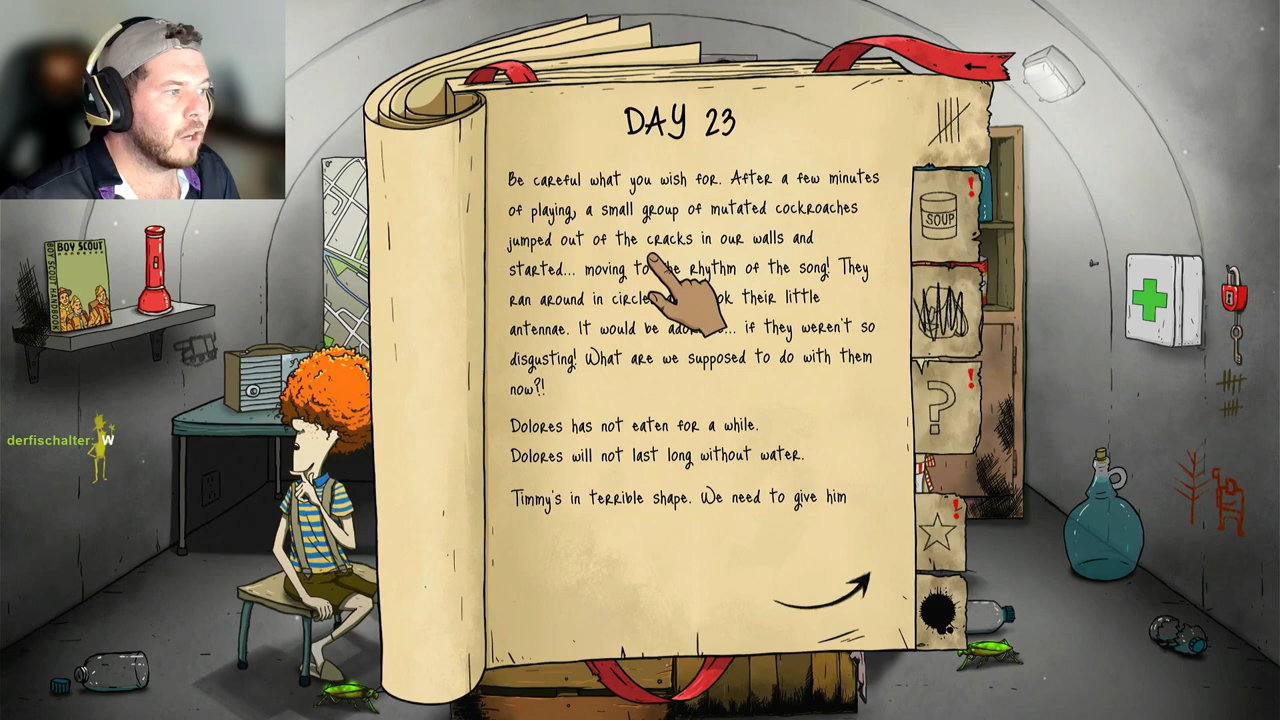 DAY 23
Be careful what you wish for. After a few minutes
of playing, a small group of mutated cockroaches
jumped out of the cracks in our walls and
started... moving to rhythm of the song! They
ran around in their little
antennae. It would be if they weren't so
disgusting! What are we supposed to do with them
now?!
Dolores has not eaten for a while.
Dolores will not last long without water.
Timmy's in terrible shape. We need to give him
SOUP
BOY SCOUT
BOY SCOUT HANDBOOK
derfischalter: W